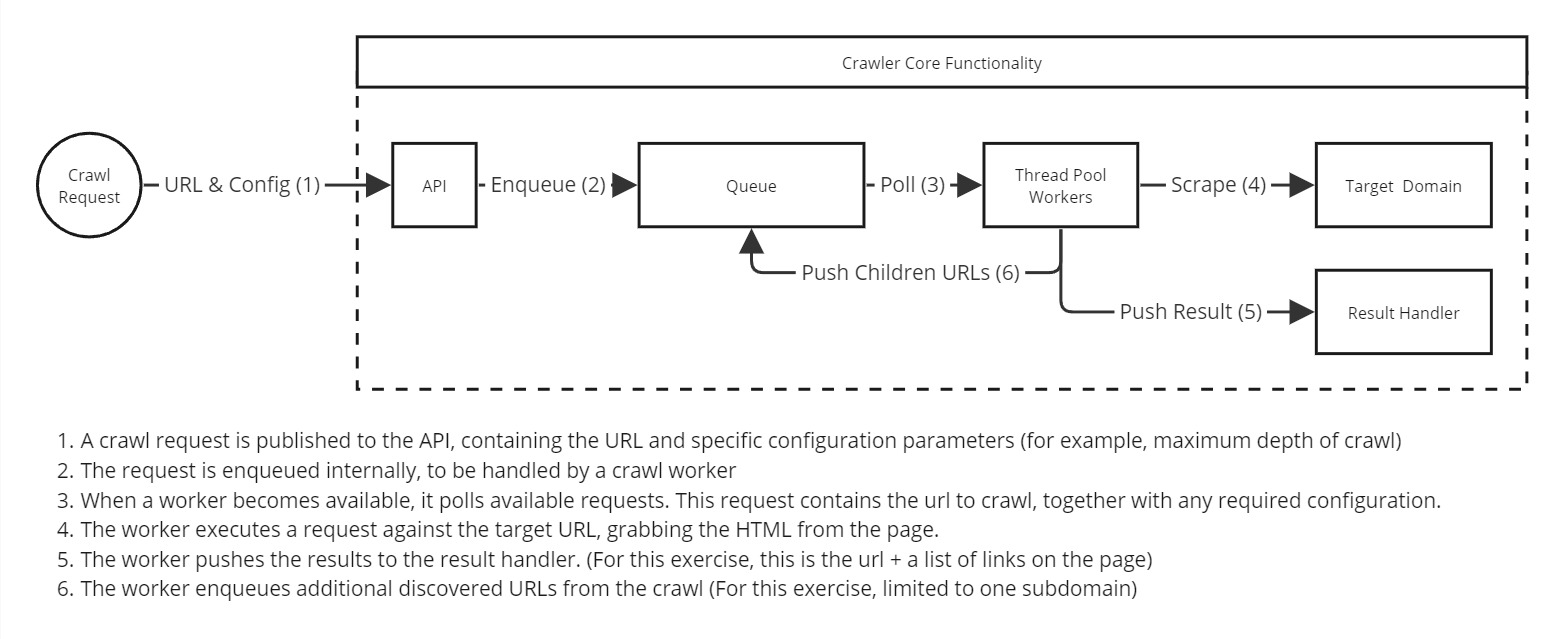 Crawler Core Functionality
Crawl
Request
URL & Config (1)
API
Enqueue (2)
Queue
Poll (3)
Thread Pool
Workers
Scrape (4)
Target Domain
Push Children URLs (6)
Push Result (5)
Result Handler
1. A crawl request is published to the API, containing the URL and specific configuration parameters (for example, maximum depth of crawl)
2. The request is enqueued internally, to be handled by a crawl worker
3. When a worker becomes available, it polls available requests. This request contains the url to crawl, together with any required configuration.
4. The worker executes a request against the target URL, grabbing the HTML from the page.
5. The worker pushes the results to the result handler. (For this exercise, this is the url + a list of links on the page)
6. The worker enqueues additional discovered URLs from the crawl (For this exercise, limited to one subdomain)